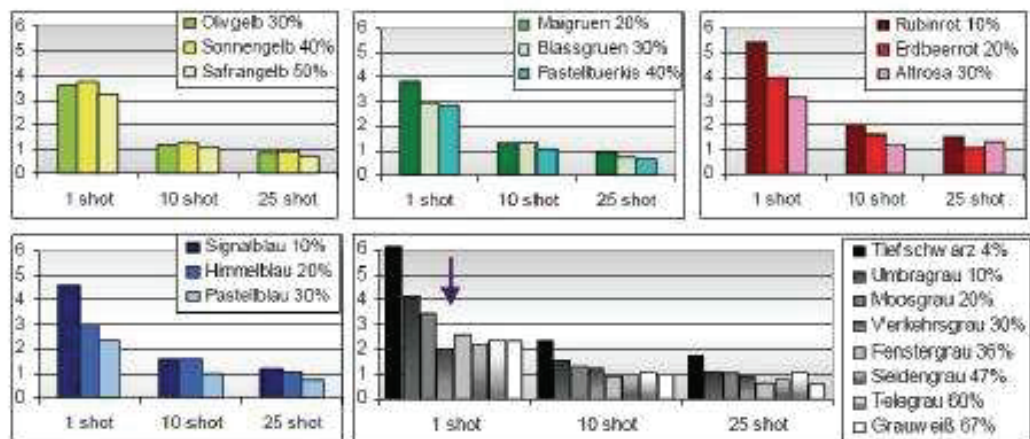 6
5
4
3
2
1
0
1 shot
10 shot
25 shot
Olivgelb 30%
Sonnengelb 40%
Safrangelb 50%
6
5
4
3
2
1
0
1 shot
10 shot
25 shot
Maigruen 20%
Blassgruen 30%
Pastelltuerkis 40%
6
5
4
3
2
1
0
1 shot
10 shot
25 shot
Rubinrot 10%
Erdbeerrot 20%
Altrosa 30%
6
5
4
3
2
1
0
1 shot
10 shot
25 shot
Signalblau 10%
Himmelblau 20%
Pastellblau 30%
6
5
4
3
2
1
0
1 shot
10 shot
25 shot
Tiefschw arz 4%
Umbragrau 10%
Moosgrau 20%
Verkehrsgrau 30%
Fenstergrau 36%
Seidengrau 47%
Telegrau 60%
Grauw eiß 67%